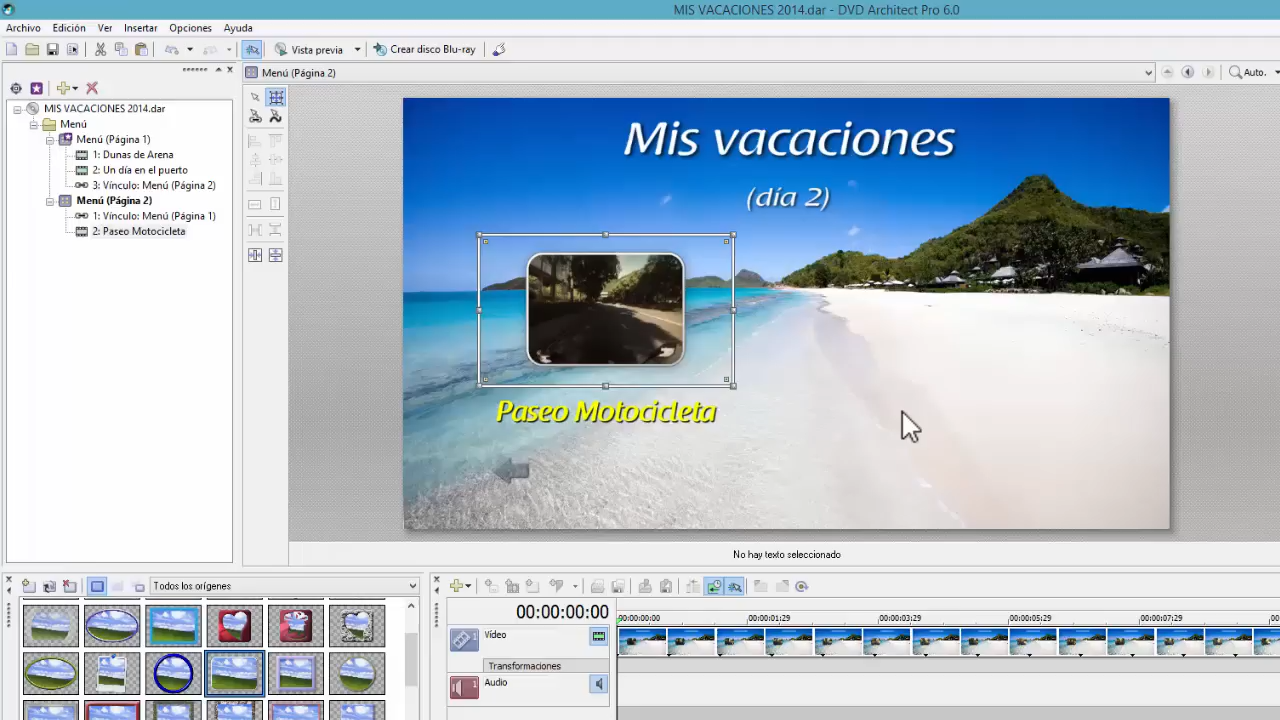 MIS VACACIONES 2014.dar - DVD Architect Pro 6.0
Archivo Edición Ver Insertar Opciones Ayuda
Vista previa Crear disco Blu-ray
Menú (Página 2) Auto.
MIS VACACIONES 2014.dar
Menú
Menú (Página 1)
1: Dunas de Arena
2: Un día en el puerto
3: Vínculo: Menú (Página 2)
Menú (Página 2)
1: Vínculo: Menú (Página 1)
2: Paseo Motocicleta
Mis vacaciones
(día 2)
Paseo Motocicleta
No hay texto seleccionado
Todos los orígenes
00:00:00:00
00:00:00:00 00:00:01:29 00:00:03:29 00:00:05:29 00:00:07:29
1 Vídeo
Transformaciones
1 Audio